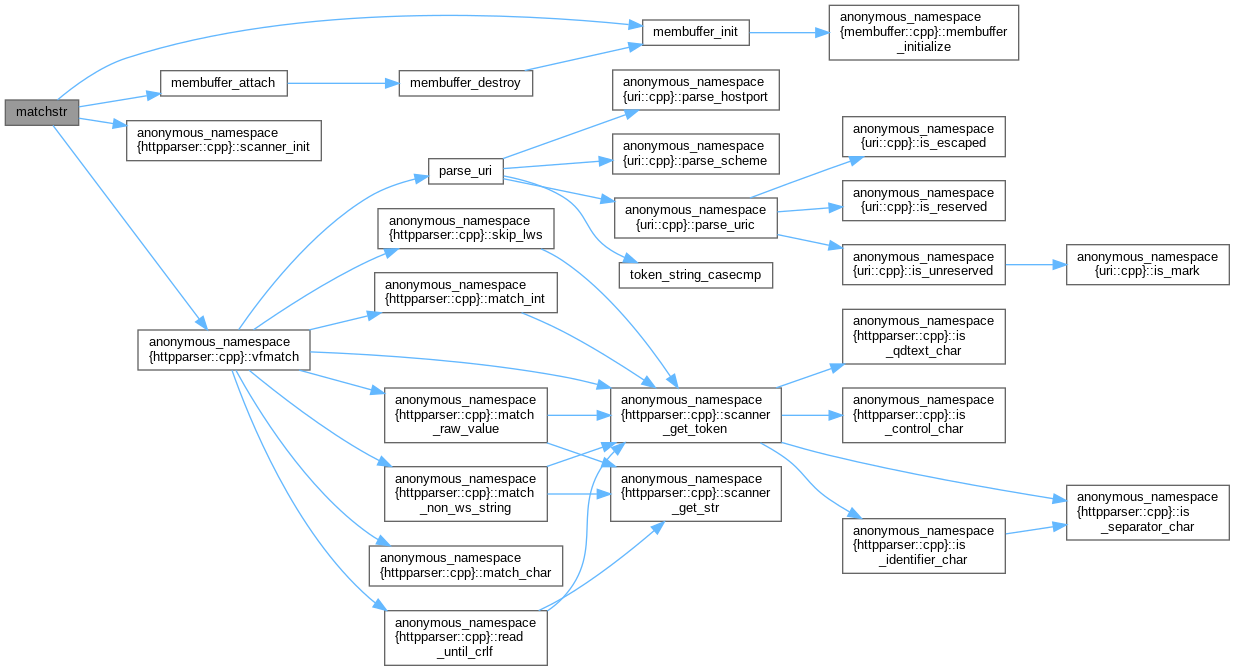 matchstr
membuffer_attach
anonymous_namespace
{httpparser::cpp}::scanner_init
anonymous_namespace
{httpparser::cpp}::vfmatch
membuffer_destroy
parse_uri
anonymous_namespace
{httpparser::cpp}::skip_lws
anonymous_namespace
{httpparser::cpp}::match_int
anonymous_namespace
{httpparser::cpp}::match
_raw_value
anonymous_namespace
{httpparser::cpp}::match
_non_ws_string
anonymous_namespace
{httpparser::cpp}::match_char
anonymous_namespace
{httpparser::cpp}::read
_until_crlf
membuffer_init
anonymous_namespace
{uri::cpp}::parse_hostport
anonymous_namespace
{uri::cpp}::parse_scheme
anonymous_namespace
{uri::cpp}::parse_uric
token_string_casecmp
anonymous_namespace
{httpparser::cpp}::scanner
_get_token
anonymous_namespace
{httpparser::cpp}::scanner
_get_str
anonymous_namespace
{membuffer::cpp}::membuffer
_initialize
anonymous_namespace
{uri::cpp}::is_escaped
anonymous_namespace
{uri::cpp}::is_reserved
anonymous_namespace
{uri::cpp}::is_unreserved
anonymous_namespace
{httpparser::cpp}::is
_qdtext_char
anonymous_namespace
{httpparser::cpp}::is
_control_char
anonymous_namespace
{httpparser::cpp}::is
_identifier_char
anonymous_namespace
{uri::cpp}::is_mark
anonymous_namespace
{httpparser::cpp}::is
_separator_char